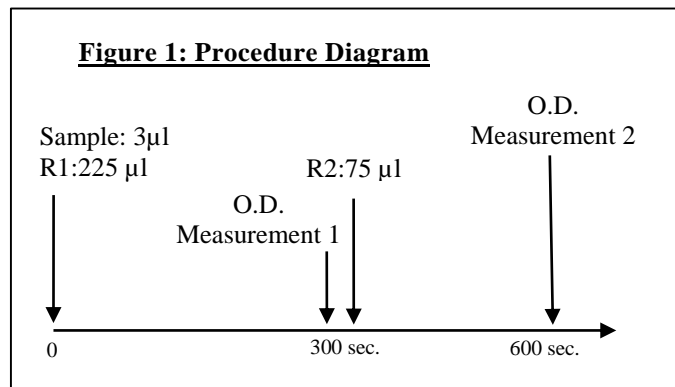 Figure 1: Procedure Diagram
O.D.
Measurement 2
Sample: 3µl
R1:225 µl
R2:75 µl
O.D.
Measurement 1
0
300 sec.
600 sec.